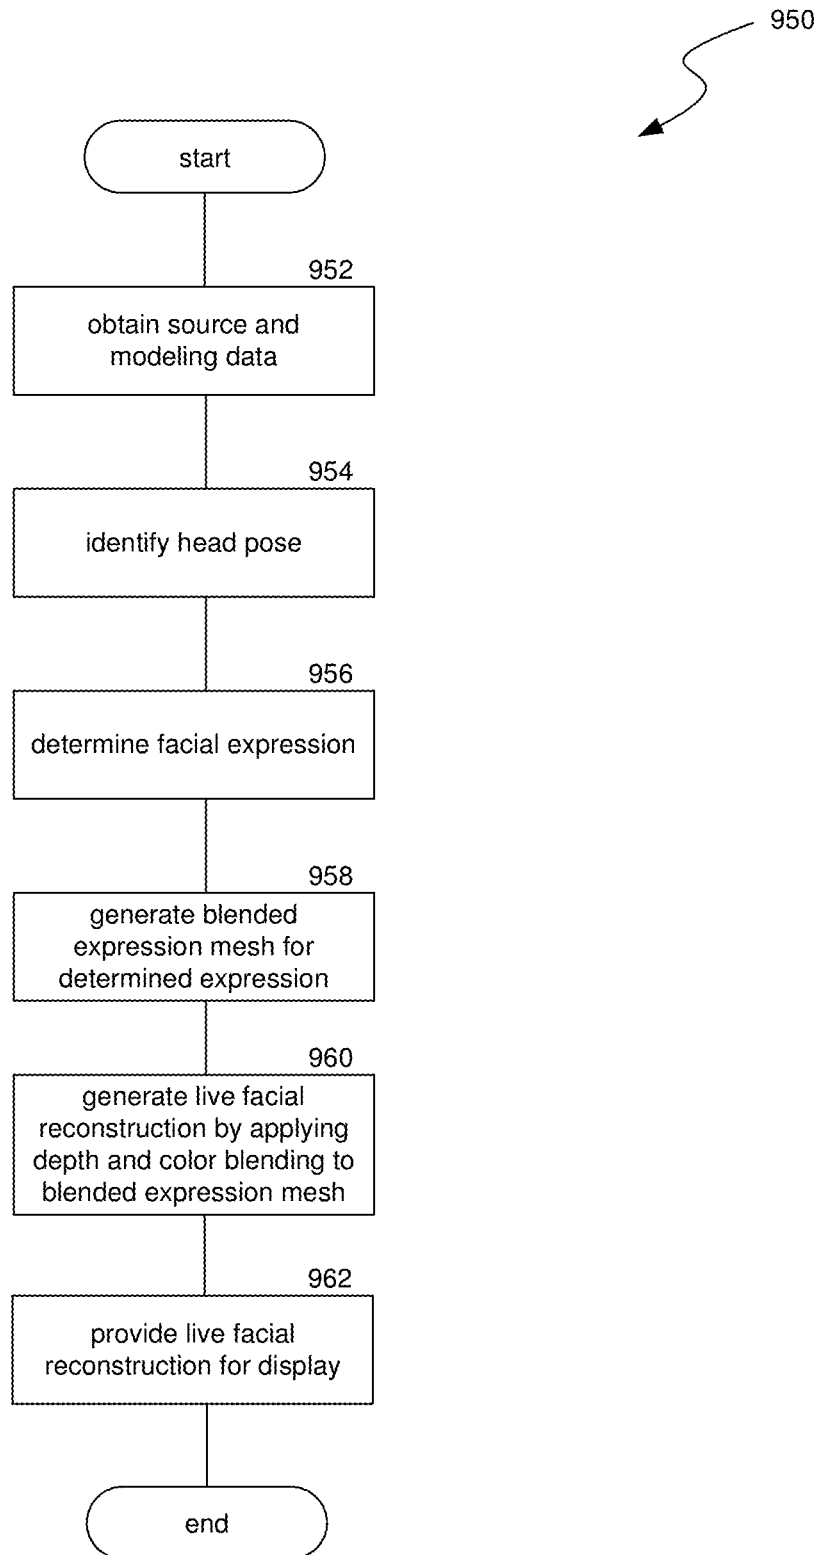 950
start
952
obtain source and
modeling data
954
identify head pose
956
determine facial expression
958
generate blended
expression mesh for
determined expression
960
generate live facial
reconstruction by applying
depth and color blending to
blended expression mesh
962
provide live facial
reconstruction for display
end